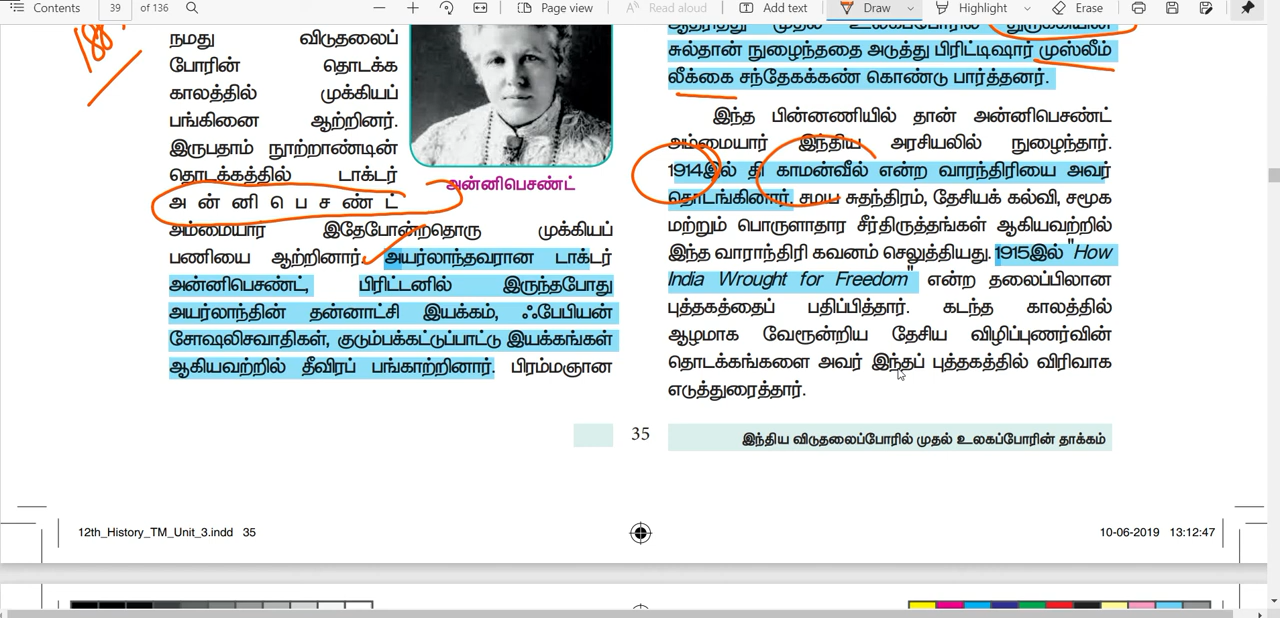 Contents
39
of 136
Page view
Read aloud
Add text
Draw
Highlight
Erase
188
நமது விடுதலைப்
போரின் தொடக்க
காலத்தில் முக்கியப்
பங்கினை ஆற்றினர்.
இருபதாம் நூற்றாண்டின்
தொடக்கத்தில் டாக்டர்
அன்னிபெசண்ட்
அம்மையார் இதேபோன்றதொரு முக்கியப்
பணியை ஆற்றினார். அயர்லாந்தவரான டாக்டர்
அன்னிபெசண்ட், பிரிட்டனில் இருந்தபோது
அயர்லாந்தின் தன்னாட்சி இயக்கம், ஃபேபியன்
சோஷலிசவாதிகள், குடும்பக்கட்டுப்பாட்டு இயக்கங்கள்
ஆகியவற்றில் தீவிரப் பங்காற்றினார். பிரம்மஞான
அன்னிபெசண்ட்
முதல் உலகப்போரில்
சுல்தான் நுழைந்ததை அடுத்து பிரிட்டிஷார் முஸ்லீம்
லீக்கை சந்தேகக்கண் கொண்டு பார்த்தனர்.
இந்த பின்னணியில் தான் அன்னிபெசண்ட்
அம்மையார் இந்திய அரசியலில் நுழைந்தார்.
1914இல் தி காமன்வீல் என்ற வாரந்திரியை அவர்
தொடங்கினார். சமய சுதந்திரம், தேசியக் கல்வி, சமூக
மற்றும் பொருளாதார சீர்திருத்தங்கள் ஆகியவற்றில்
இந்த வாராந்திரி கவனம் செலுத்தியது. 1915இல் "How
India Wrought for Freedom" என்ற தலைப்பிலான
புத்தகத்தைப் பதிப்பித்தார். கடந்த காலத்தில்
ஆழமாக வேரூன்றிய தேசிய விழிப்புணர்வின்
தொடக்கங்களை அவர் இந்தப் புத்தகத்தில் விரிவாக
எடுத்துரைத்தார்.
35
இந்திய விடுதலைப்போரில் முதல் உலகப்போரின் தாக்கம்
12th_History_TM_Unit_3.indd 35
10-06-2019 13:12:47